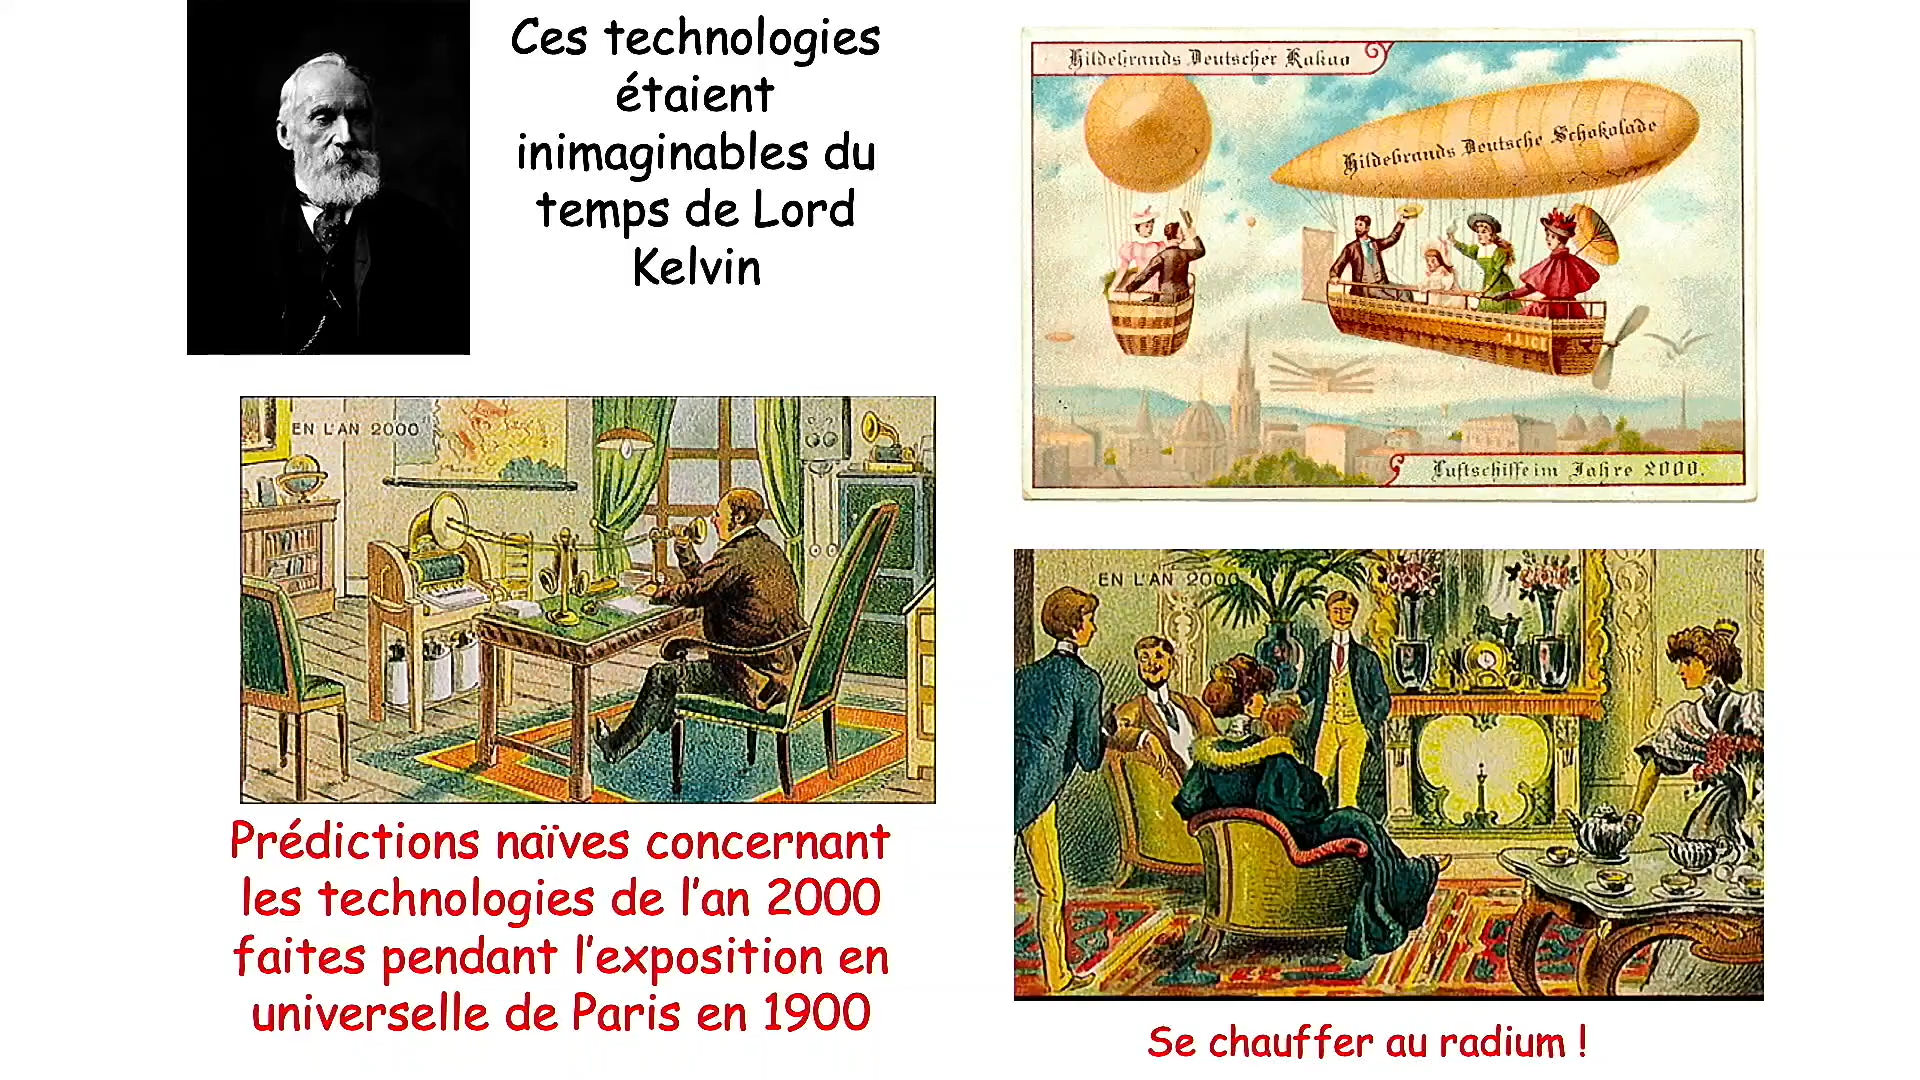 Ces technologies
étaient
inimaginables du
temps de Lord
Kelvin
Hildebrands Deutscher Kakao
Hildebrands Deutsche Schokolade
Luftschiffe im Jahre 2000.
EN L'AN 2000
Prédictions naïves concernant
les technologies de l'an 2000
faites pendant l'exposition en
universelle de Paris en 1900
EN L'AN 2000
Se chauffer au radium !